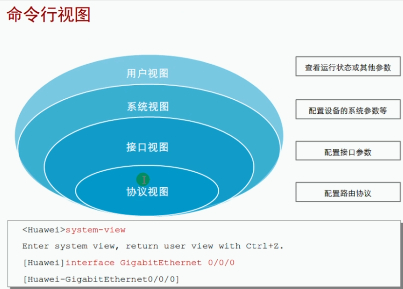 命令行视图
用户视图
查看运行状态或其他参数
系统视图
配置设备的系统参数等
接口视图
配置接口参数
协议视图
配置路由协议
<Huawei>system-view
Enter system view, return user view with Ctrl+Z.
[Huawei]interface GigabitEthernet 0/0/0
[Huawei-GigabitEthernet0/0/0]